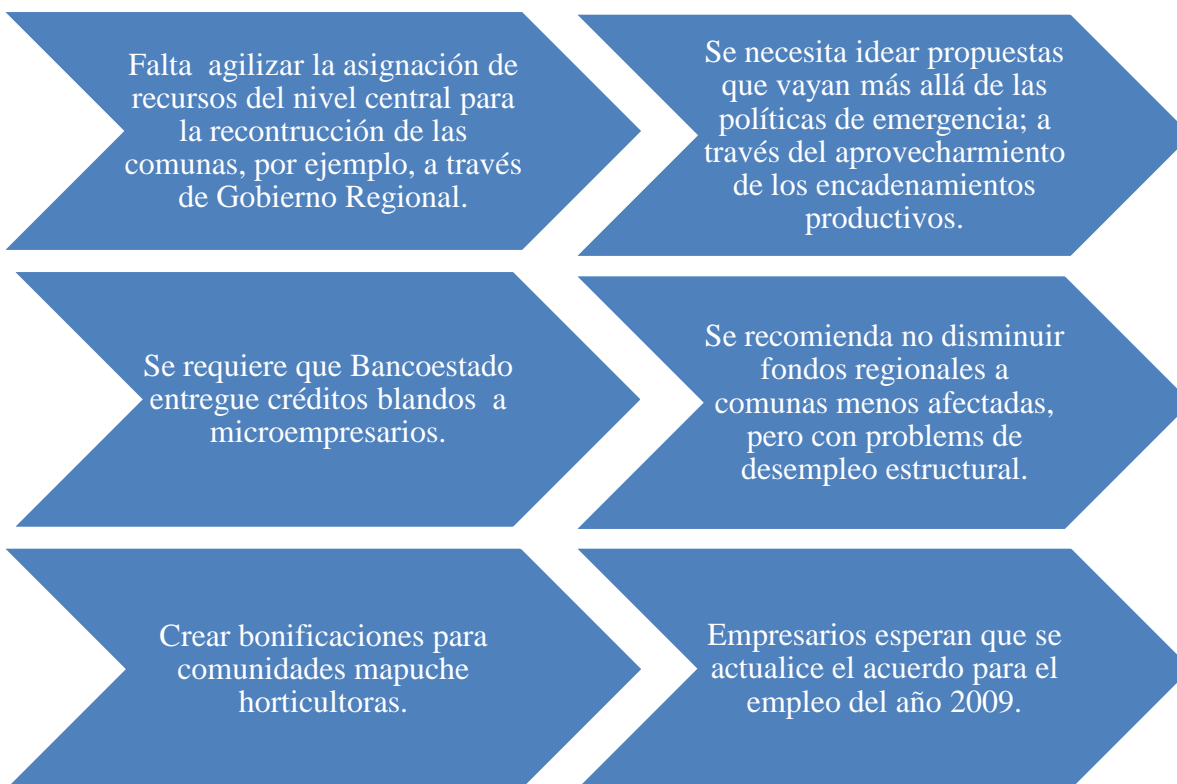 Falta  agilizar la asignación de
recursos del nivel central para
la recontrucción de las
comunas, por ejemplo, a través
de Gobierno Regional.
Se necesita idear propuestas
que vayan más allá de las
políticas de emergencia; a
través del aprovecharmiento
de los encadenamientos
productivos.
Se requiere que Bancoestado
entregue créditos blandos  a
microempresarios.
Se recomienda no disminuir
fondos regionales a
comunas menos afectadas,
pero con problems de
desempleo estructural.
Crear bonificaciones para
comunidades mapuche
horticultoras.
Empresarios esperan que se
actualice el acuerdo para el
empleo del año 2009.